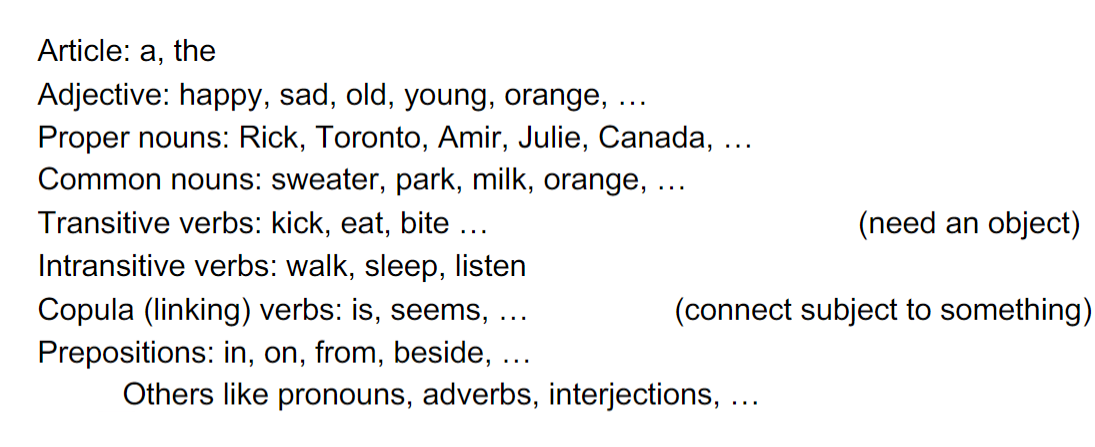 Article: a, the
Adjective: happy, sad, old, young, orange, …
Proper nouns: Rick, Toronto, Amir, Julie, Canada, …
Common nouns: sweater, park, milk, orange, …
Transitive verbs: kick, eat, bite … (need an object)
Intransitive verbs: walk, sleep, listen
Copula (linking) verbs: is, seems, … (connect subject to something)
Prepositions: in, on, from, beside, …
Others like pronouns, adverbs, interjections, …